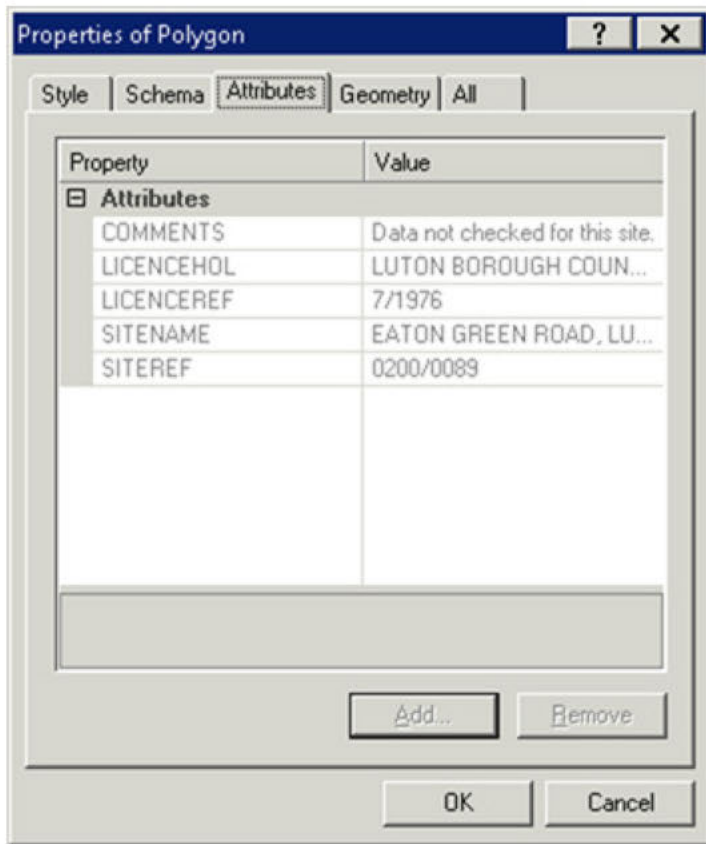 Properties of Polygon ? X
Style Schema Attributes Geometry All
Property Value
Attributes
COMMENTS Data not checked for this site.
LICENCEHOL LUTON BOROUGH COUN...
LICENCEREF 7/1976
SITENAME EATON GREEN ROAD, LU...
SITEREF 0200/0089
Add... Remove
OK Cancel